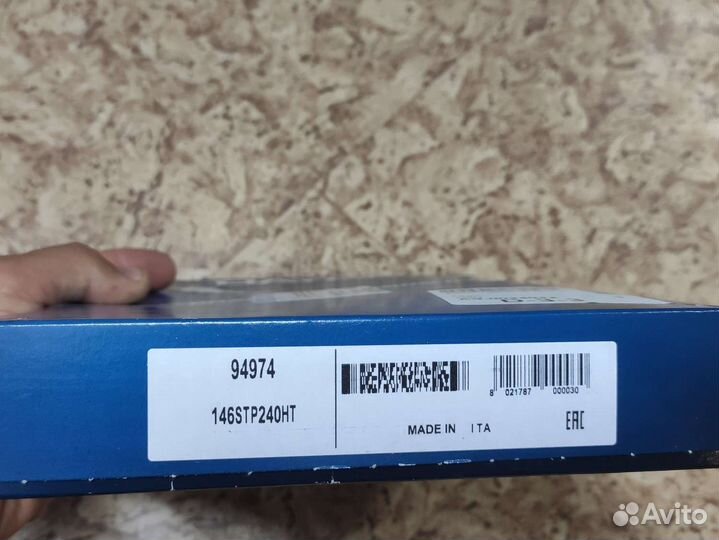 94974
146STP240HT
8 021787 000030
MADE IN ITA
EAC
Avito